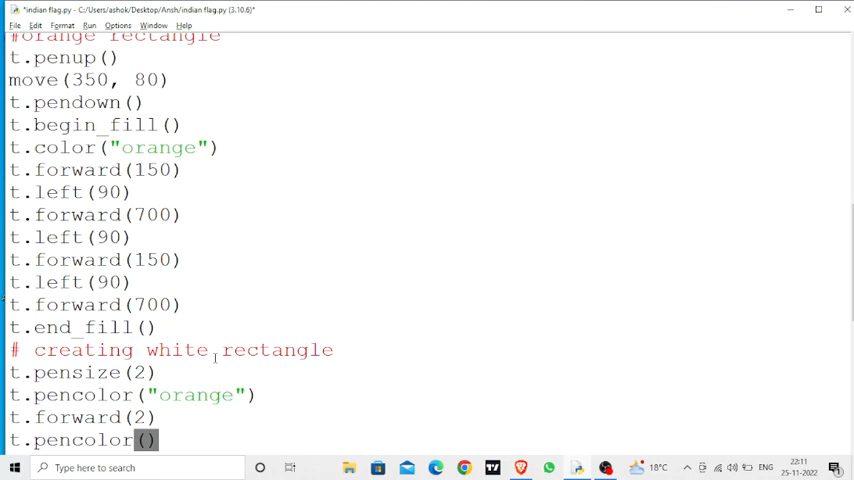 *indian flag.py - C:/Users/ashok/Desktop/Ansh/indian flag.py (3.10.6)*
File Edit Format Run Options Window Help
#orange rectangle
t.penup()
move(350, 80)
t.pendown()
t.begin_fill()
t.color("orange")
t.forward(150)
t.left(90)
t.forward(700)
t.left(90)
t.forward(150)
t.left(90)
t.forward(700)
t.end_fill()
# creating white rectangle
t.pensize(2)
t.pencolor("orange")
t.forward(2)
t.pencolor()
Type here to search
TV
18°C
ENG
22:11
25-11-2022
1